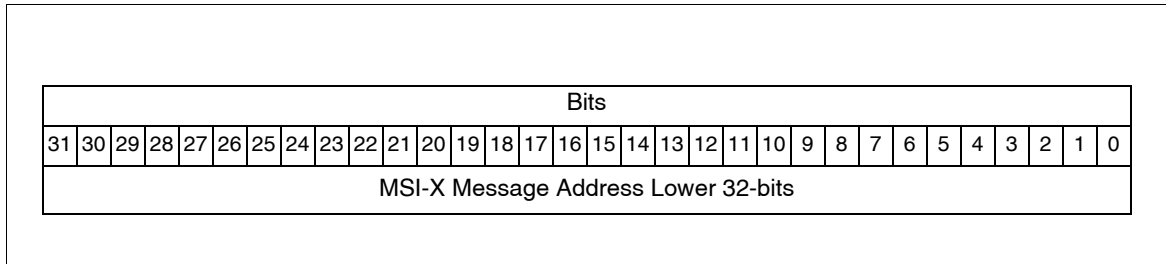 Bits
31 30 29 28 27 26 25 24 23 22 21 20 19 18 17 16 15 14 13 12 11 10 9 8 7 6 5 4 3 2 1 0
MSI-X Message Address Lower 32-bits